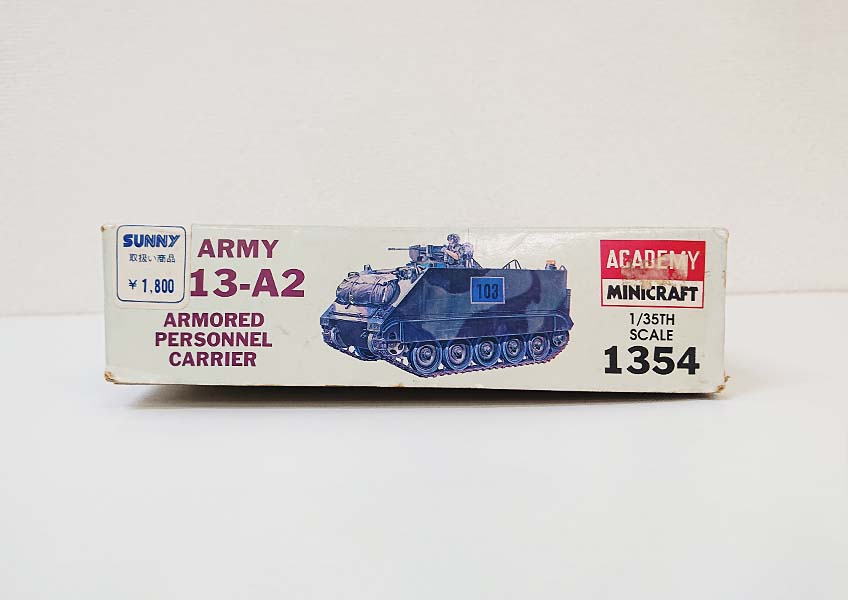 SUNNY
取扱い商品
¥1,800
ARMY
13-A2
ARMORED
PERSONNEL
CARRIER
103
ACADEMY
MINICRAFT
1/35TH
SCALE
1354